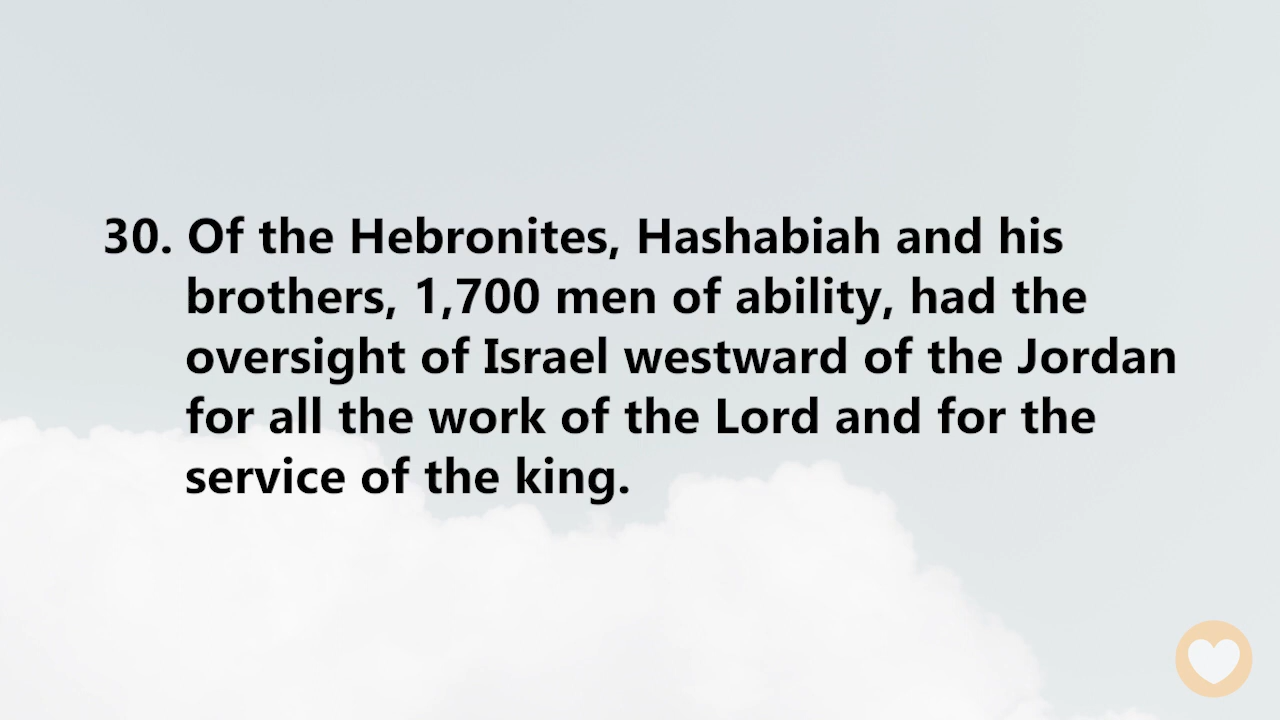 30. Of the Hebronites, Hashabiah and his
brothers, 1,700 men of ability, had the
oversight of Israel westward of the Jordan
for all the work of the Lord and for the
service of the king.